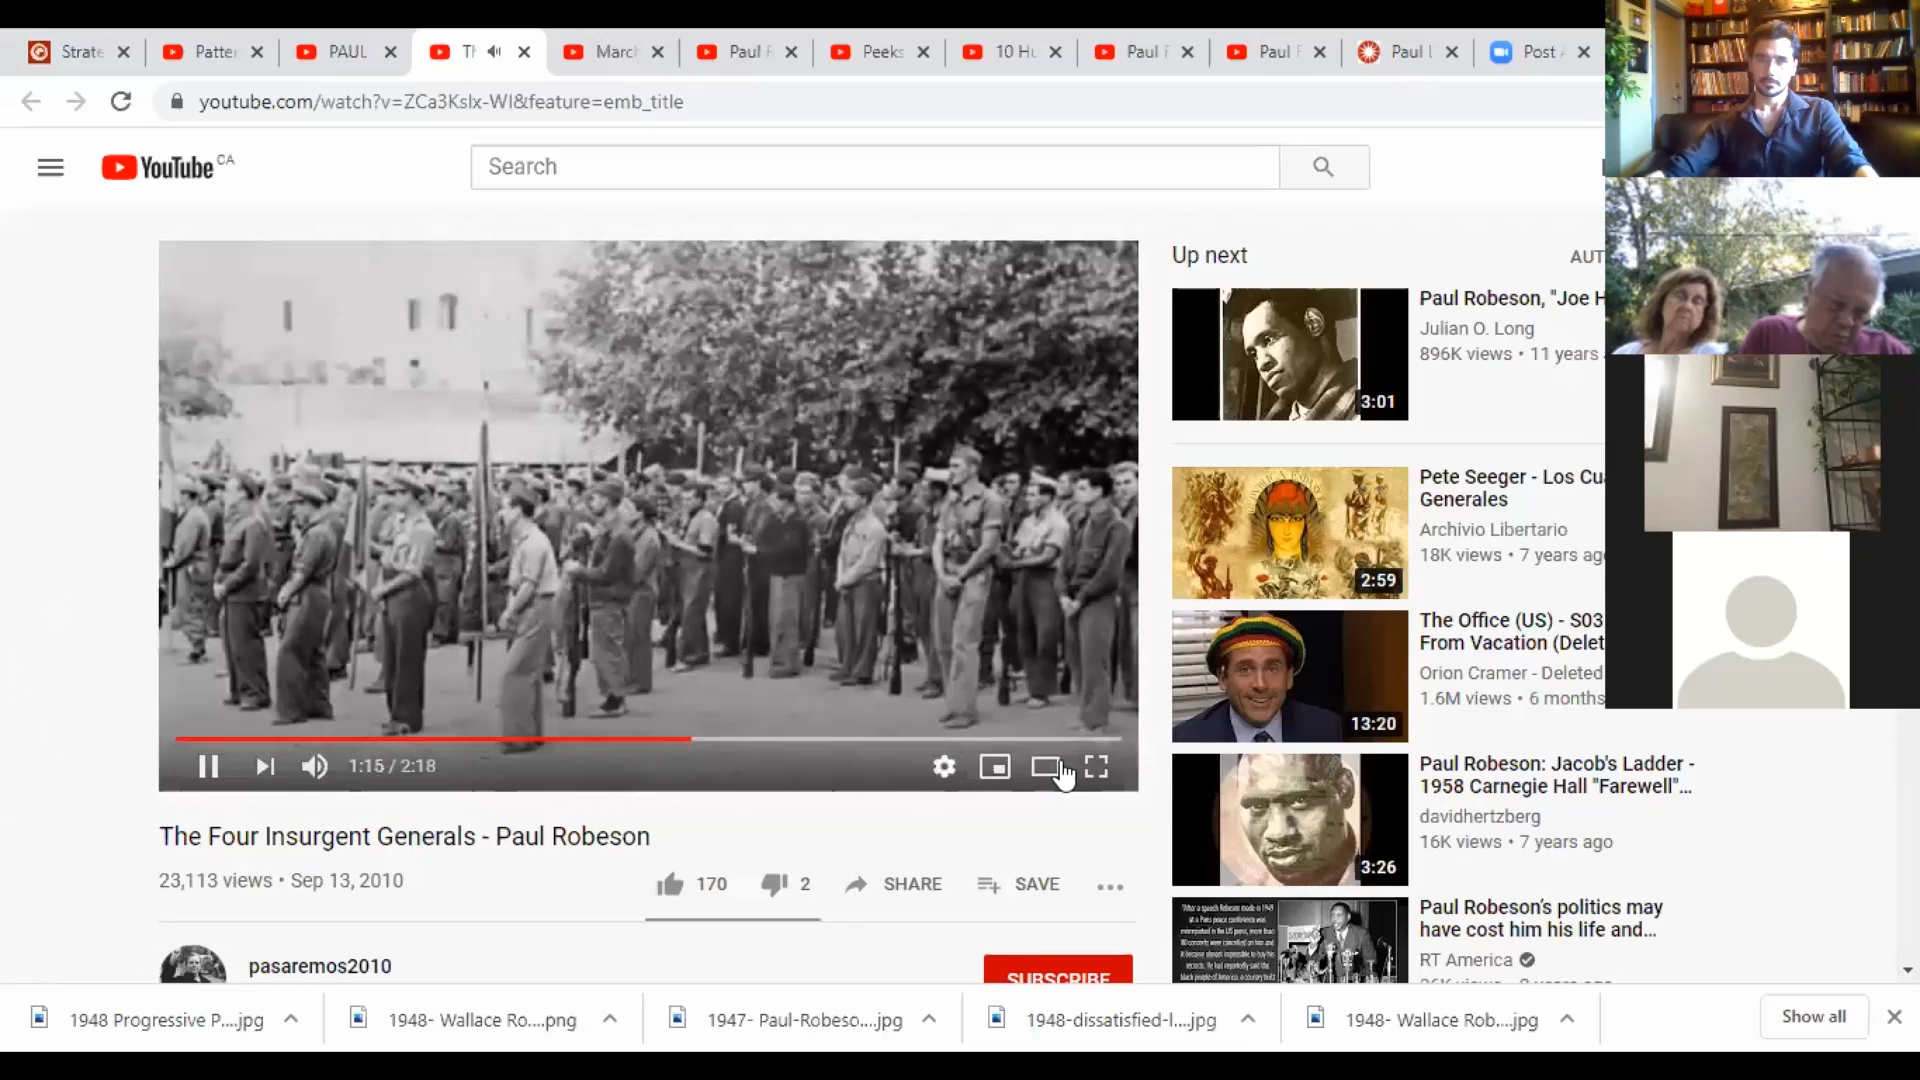 Strate
Patte
PAUL
Th
March
Paul R
Peeks
10 Hu
Paul F
Paul F
Paul L
Post A
youtube.com/watch?v=ZCa3KsIx-WI&feature=emb_title
YouTube CA
Search
Up next
AUT
Paul Robeson, "Joe H
Julian O. Long
896K views • 11 years
3:01
Pete Seeger - Los Cu
Generales
Archivio Libertario
18K views • 7 years ago
2:59
The Office (US) - S03
From Vacation (Delet
Orion Cramer - Deleted
1.6M views • 6 months
13:20
Paul Robeson: Jacob's Ladder -
1958 Carnegie Hall "Farewell"...
davidhertzberg
16K views • 7 years ago
3:26
Paul Robeson's politics may
have cost him his life and...
RT America
1:15 / 2:18
The Four Insurgent Generals - Paul Robeson
23,113 views • Sep 13, 2010
170
2
SHARE
SAVE
pasaremos2010
SUBSCRIBE
1948 Progressive P....jpg
1948- Wallace Ro....png
1947- Paul-Robeso....jpg
1948-dissatisfied-l....jpg
1948- Wallace Rob....jpg
Show all